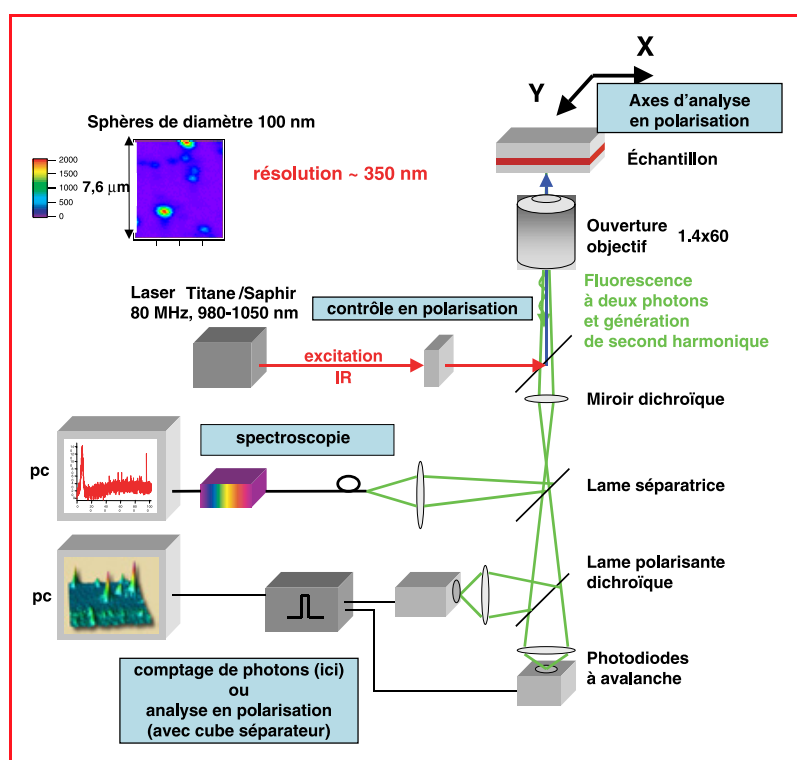 X
Y
Axes d'analyse
en polarisation
Sphères de diamètre 100 nm
2000
1500
1000
500
0
7,6 µm
résolution ~ 350 nm
Échantillon
Ouverture
objectif 1.4x60
Fluorescence
à deux photons
et génération
de second harmonique
Laser Titane/Saphir
80 MHz, 980-1050 nm
contrôle en polarisation
excitation
IR
Miroir dichroïque
spectroscopie
pc
Lame séparatrice
Lame polarisante
dichroïque
pc
Photodiodes
à avalanche
comptage de photons (ici)
ou
analyse en polarisation
(avec cube séparateur)